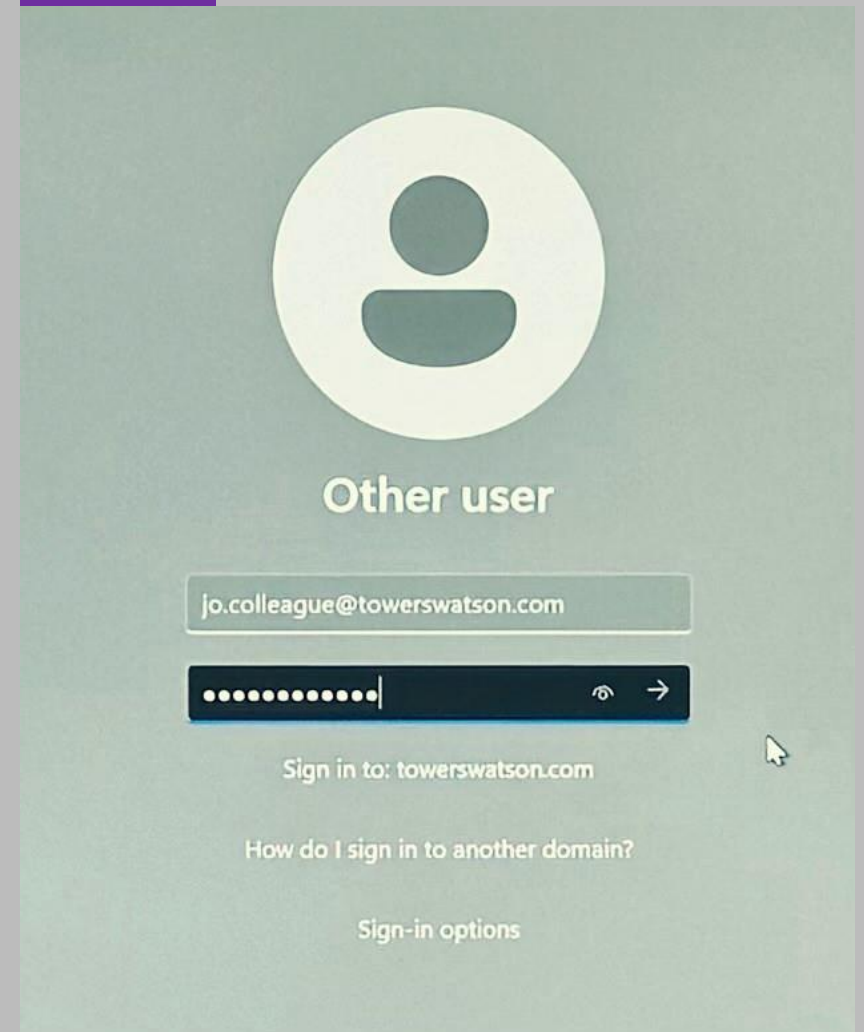 Other user
jo.colleague@towerswatson.com
••••••••••••
Sign in to: towerswatson.com
How do I sign in to another domain?
Sign-in options